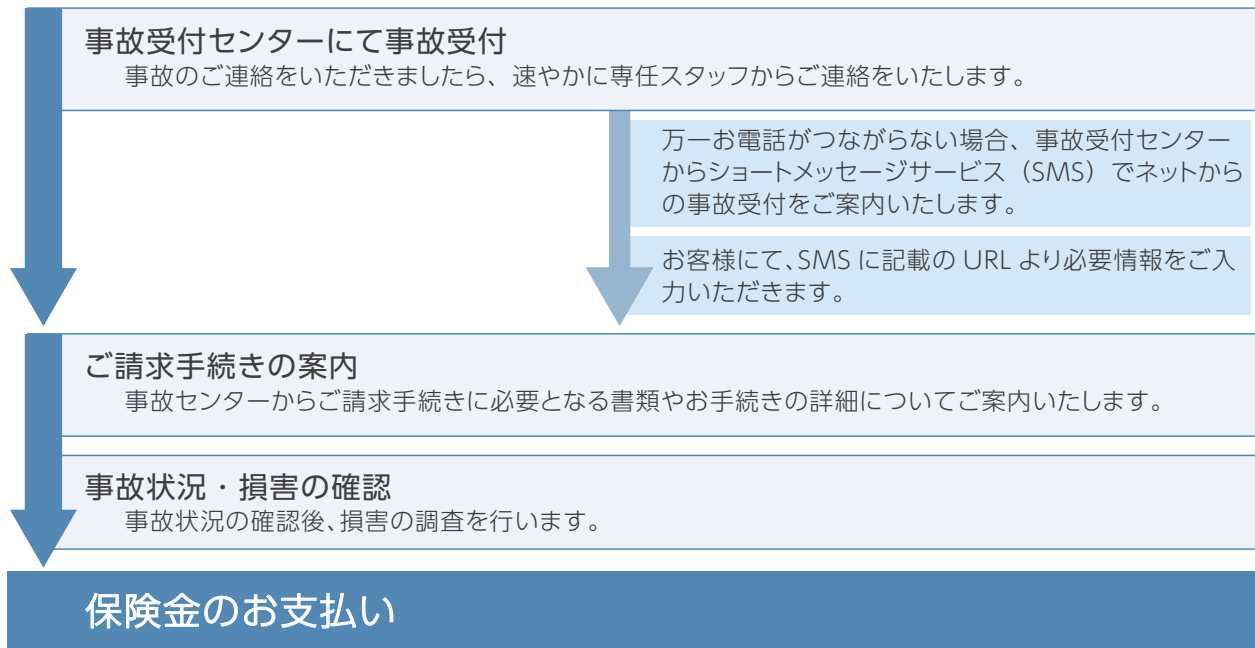 事故受付センターにて事故受付
事故のご連絡をいただきましたら、速やかに専任スタッフからご連絡をいたします。
万一お電話がつながらない場合、事故受付センター
からショートメッセージサービス（SMS）でネットから
の事故受付をご案内いたします。
お客様にて、SMS に記載の URL より必要情報をご入
力いただきます。
ご請求手続きの案内
事故センターからご請求手続きに必要となる書類やお手続きの詳細についてご案内いたします。
事故状況・損害の確認
事故状況の確認後、損害の調査を行います。
保険金のお支払い